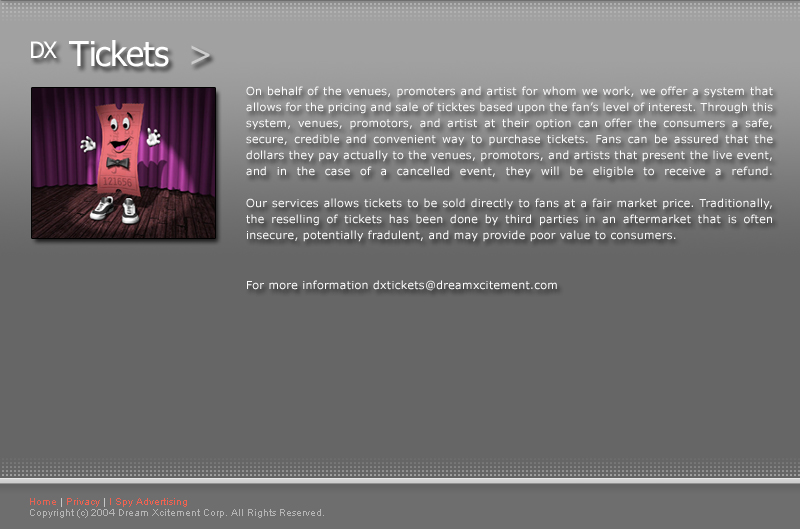 DX Tickets >
On behalf of the venues, promoters and artist for whom we work, we offer a system that
allows for the pricing and sale of ticktes based upon the fan's level of interest. Through this
system, venues, promotors, and artist at their option can offer the consumers a safe,
secure, credible and convenient way to purchase tickets. Fans can be assured that the
dollars they pay actually to the venues, promotors, and artists that present the live event,
and in the case of a cancelled event, they will be eligible to receive a refund.
Our services allows tickets to be sold directly to fans at a fair market price. Traditionally,
the reselling of tickets has been done by third parties in an aftermarket that is often
insecure, potentially fradulent, and may provide poor value to consumers.
For more information dxtickets@dreamxcitement.com
121656
Home | Privacy | I Spy Advertising
Copyright (c) 2004 Dream Xcitement Corp. All Rights Reserved.